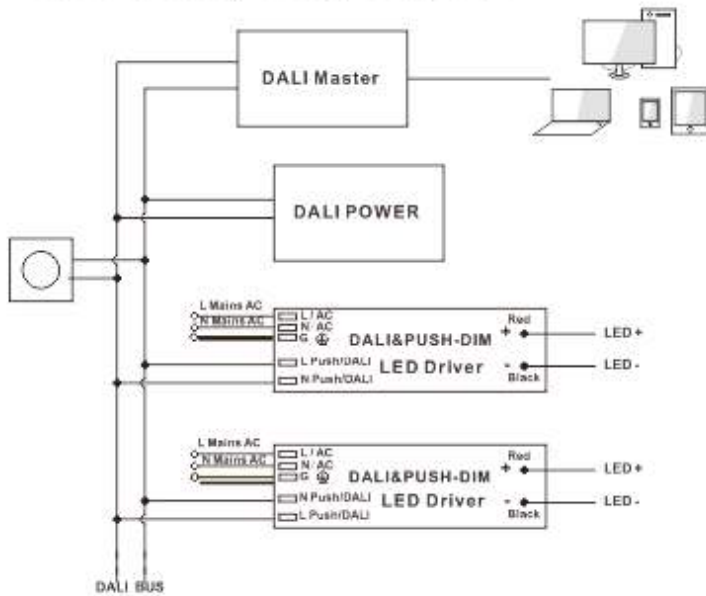 DALI Master
DALI POWER
L Mains AC
N Mains AC
L / AC
N / AC
G
DALI&PUSH-DIM
LED Driver
L Push/DALI
N Push/DALI
Red
+
-
Black
LED+
LED-
L Mains AC
N Mains AC
L / AC
N / AC
G
DALI&PUSH-DIM
LED Driver
N Push/DALI
L Push/DALI
Red
+
-
Black
LED+
LED-
DALI BUS